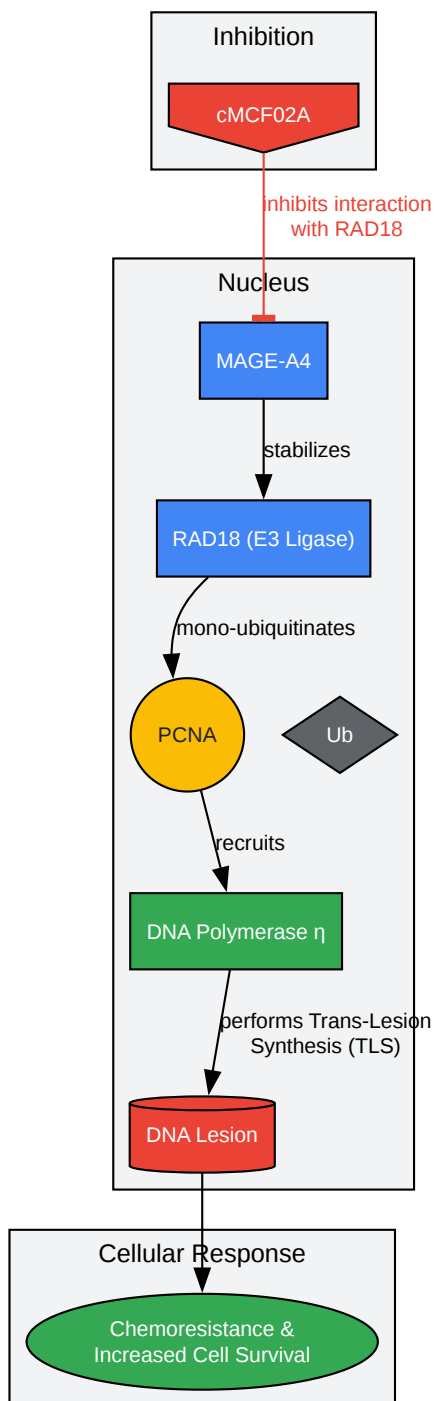 Inhibition
cMCF02A
inhibits interaction
with RAD18
Nucleus
MAGE-A4
stabilizes
RAD18 (E3 Ligase)
mono-ubiquitinates
PCNA
Ub
recruits
DNA Polymerase η
performs Trans-Lesion
Synthesis (TLS)
DNA Lesion
Cellular Response
Chemoresistance &
Increased Cell Survival